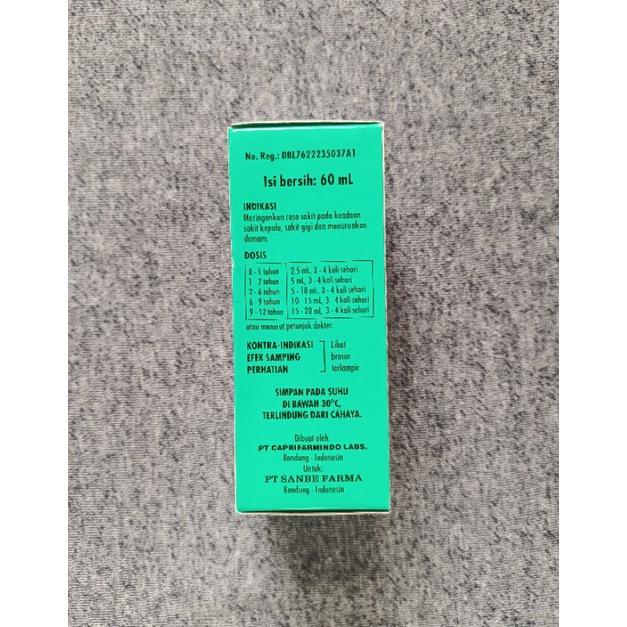 No. Reg.: DBL7622235037A1
Isi bersih: 60 mL
INDIKASI
Meringankan rasa sakit pada keadaan
sakit kepala, sakit gigi dan menurunkan
demam.
DOSIS
0 - 1 tahun 2.5 mL, 3 - 4 kali sehari
1 - 2 tahun 5 mL, 3 - 4 kali sehari
2 - 6 tahun 5 - 10 mL, 3 - 4 kali sehari
6 - 9 tahun 10 - 15 mL, 3 - 4 kali sehari
9 - 12 tahun 15 - 20 mL, 3 - 4 kali sehari
atau menurut petunjuk dokter.
KONTRA-INDIKASI Lihat
EFEK SAMPING brosur
PERHATIAN terlampir
SIMPAN PADA SUHU
DI BAWAH 30°C,
TERLINDUNG DARI CAHAYA.
Dibuat oleh:
PT CAPRIFARMINDO LABS.
Bandung - Indonesia
Untuk:
PT SANBE FARMA
Bandung - Indonesia